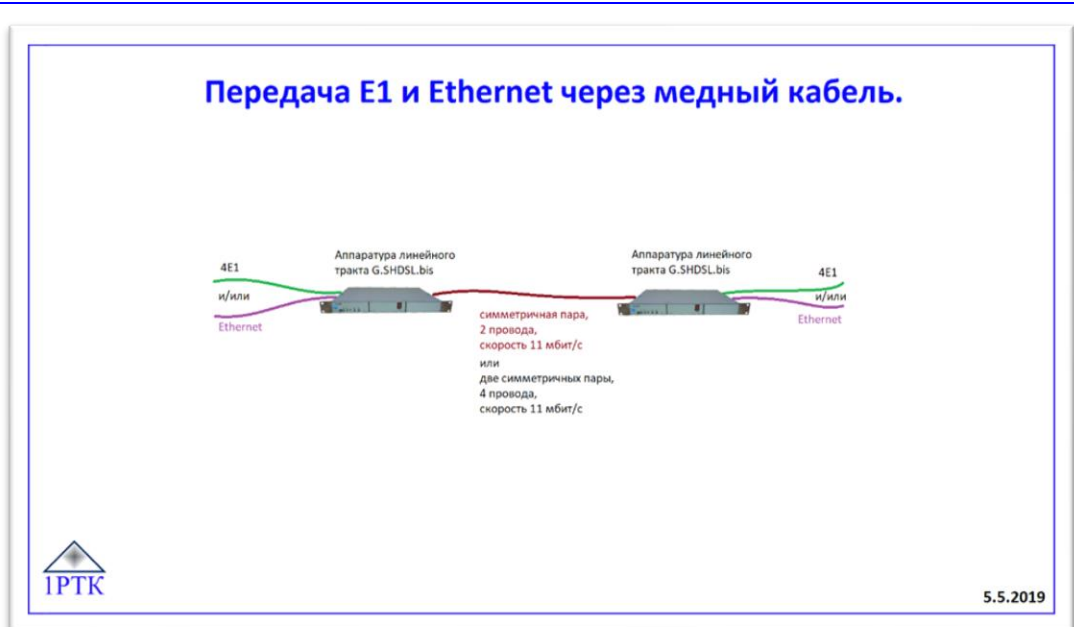 Передача E1 и Ethernet через медный кабель.
4E1
и/или
Ethernet
Аппаратура линейного
тракта G.SHDSL.bis
симметричная пара,
2 провода,
скорость 11 мбит/с
или
две симметричных пары,
4 провода,
скорость 11 мбит/с
Аппаратура линейного
тракта G.SHDSL.bis
4E1
и/или
Ethernet
1РТК
5.5.2019